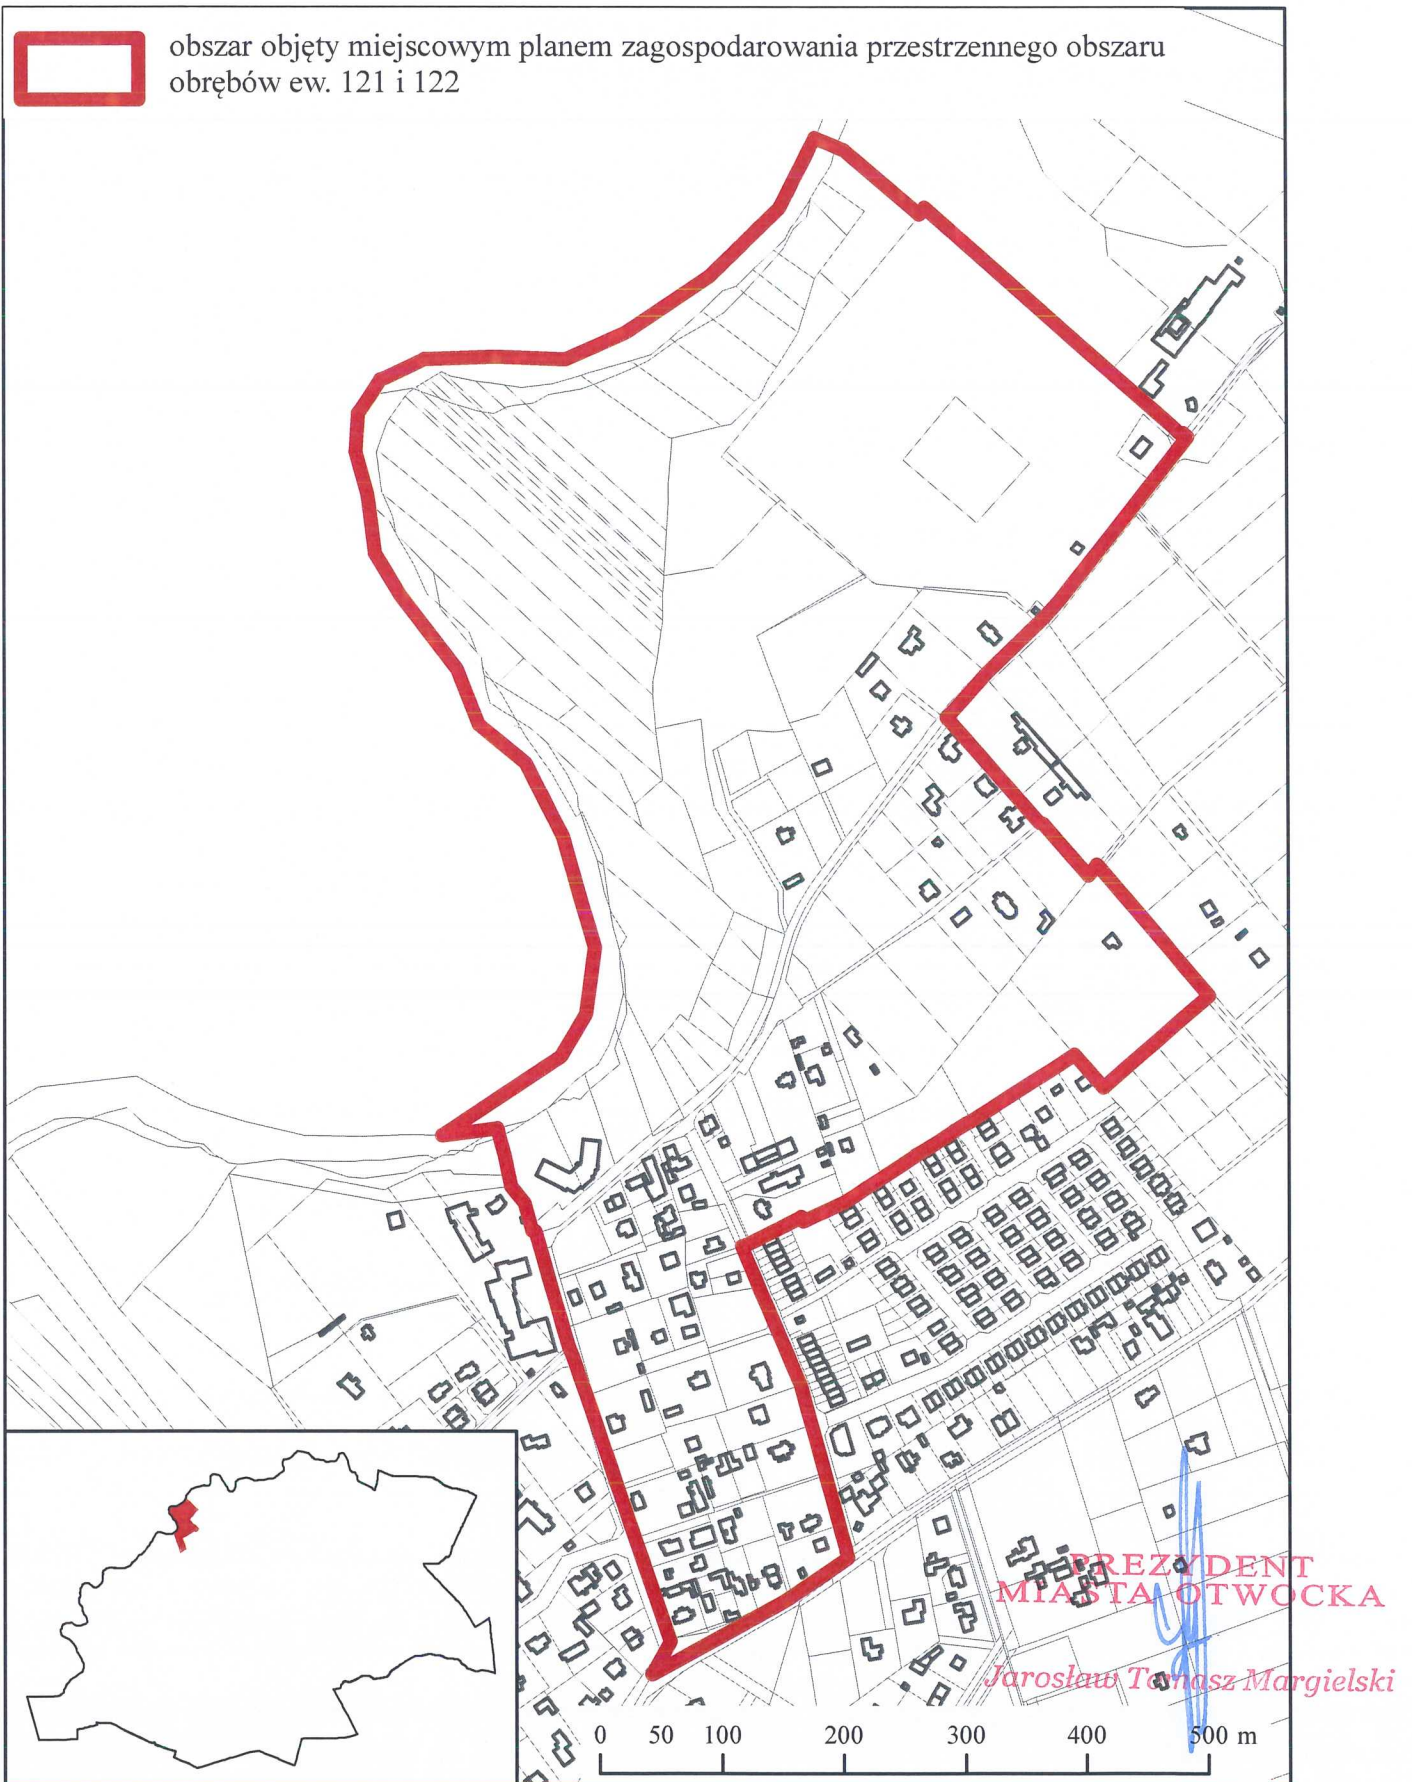 obszar objęty miejscowym planem zagospodarowania przestrzennego obszaru
obrębów ew. 121 i 122
PREZYDENT
MIASTA OTWOCKA
Jarosław Tomasz Margielski
0 50 100 200 300 400 500 m